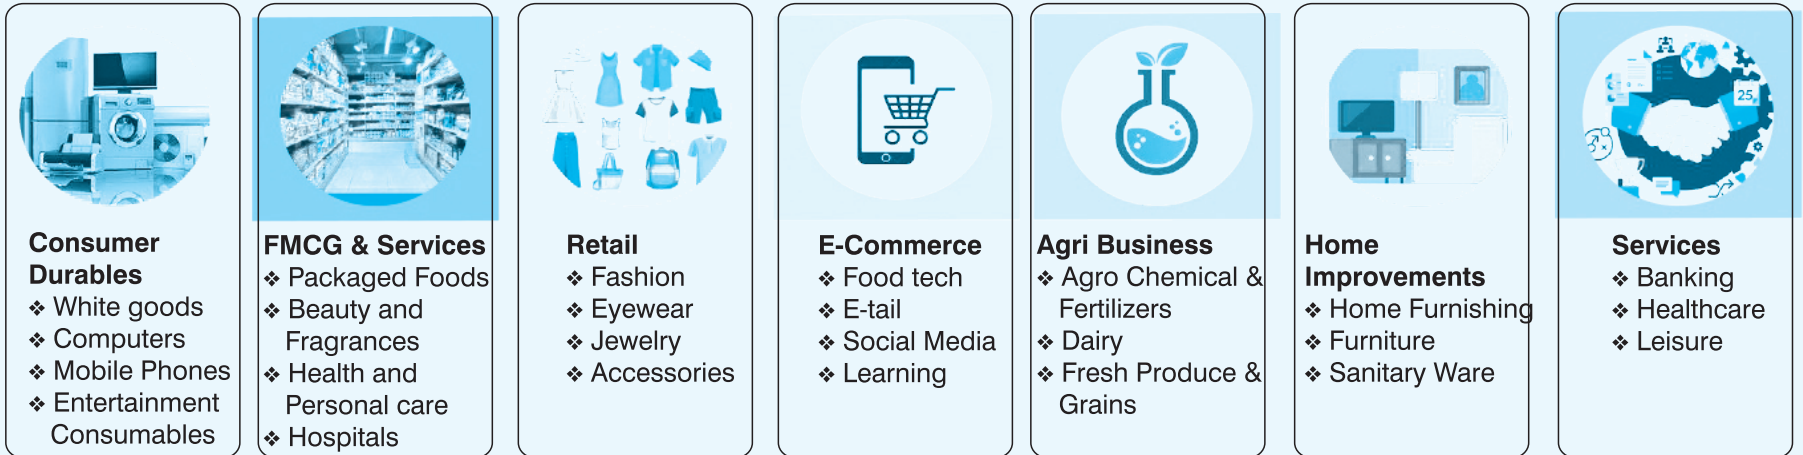 Consumer
Durables
❖ White goods
❖ Computers
❖ Mobile Phones
❖ Entertainment
Consumables
FMCG & Services
❖ Packaged Foods
❖ Beauty and
Fragrances
❖ Health and
Personal care
❖ Hospitals
Retail
❖ Fashion
❖ Eyewear
❖ Jewelry
❖ Accessories
E-Commerce
❖ Food tech
❖ E-tail
❖ Social Media
❖ Learning
Agri Business
❖ Agro Chemical &
Fertilizers
❖ Dairy
❖ Fresh Produce &
Grains
Home
Improvements
❖ Home Furnishing
❖ Furniture
❖ Sanitary Ware
25
Services
❖ Banking
❖ Healthcare
❖ Leisure